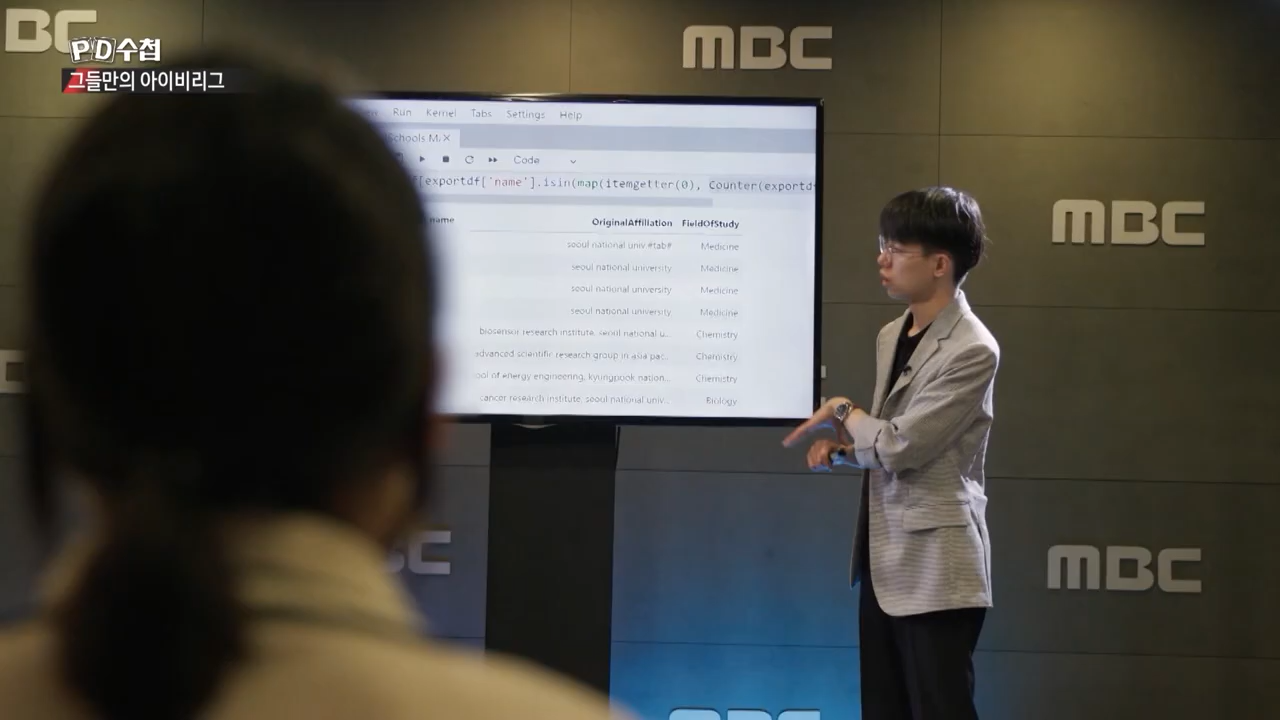 BC
PD수첩
그들만의 아이비리그
MBC
Run Kernel Tabs Settings Help
Schools M
Code
[exportdf['name'].isin(map(itemgetter(0), Counter(exportdf
name OriginalAffiliation FieldOfStudy
seoul national univ #tab# Medicine
seoul national university Medicine
seoul national university Medicine
seoul national university Medicine
biosensor research institute, seoul national u... Chemistry
advanced scientific research group in asia pac... Chemistry
ool of energy engineering, kyungpook nation... Chemistry
cancer research institute, seoul national univ... Biology
MBC
MBC
MBC